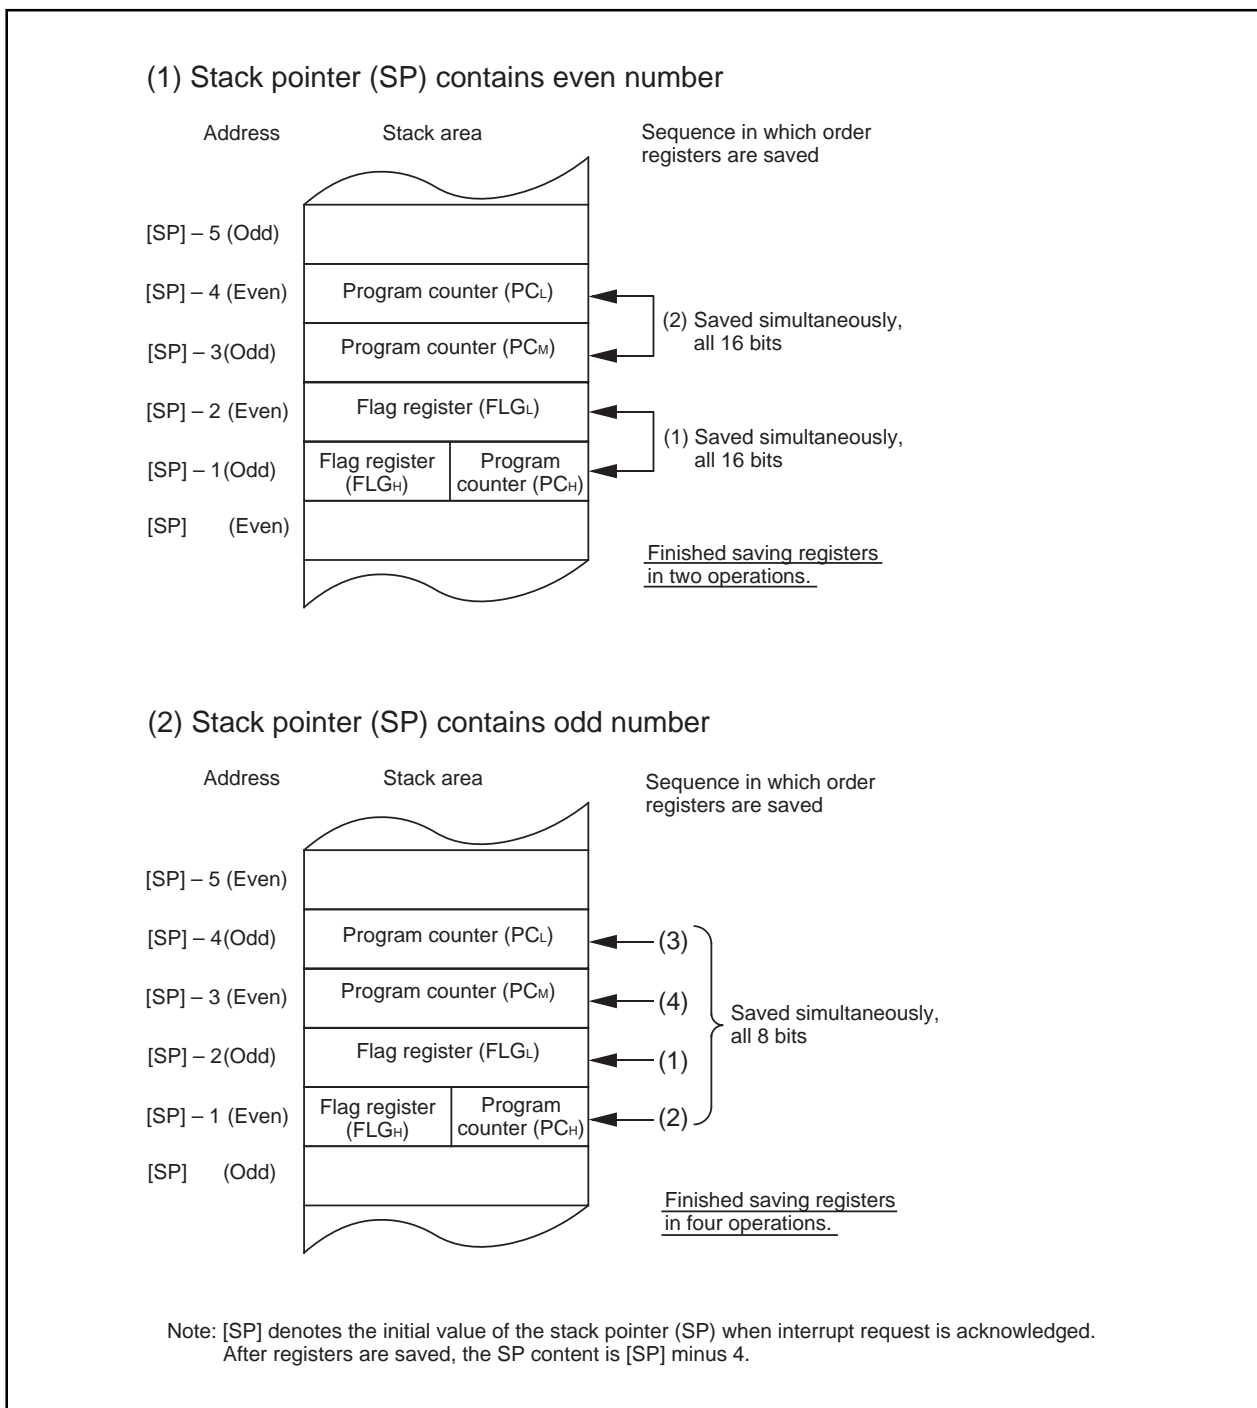 (1) Stack pointer (SP) contains even number
Address
Stack area
Sequence in which order
registers are saved
[SP] – 5 (Odd)
[SP] – 4 (Even)
Program counter (PCL)
[SP] – 3(Odd)
Program counter (PCM)
(2) Saved simultaneously,
all 16 bits
[SP] – 2 (Even)
Flag register (FLGL)
[SP] – 1(Odd)
Flag register
(FLGH)
Program
counter (PCH)
(1) Saved simultaneously,
all 16 bits
[SP] (Even)
Finished saving registers
in two operations.
(2) Stack pointer (SP) contains odd number
Address
Stack area
Sequence in which order
registers are saved
[SP] – 5 (Even)
[SP] – 4(Odd)
Program counter (PCL)
(3)
[SP] – 3 (Even)
Program counter (PCM)
(4)
[SP] – 2(Odd)
Flag register (FLGL)
(1)
[SP] – 1 (Even)
Flag register
(FLGH)
Program
counter (PCH)
(2)
Saved simultaneously,
all 8 bits
[SP] (Odd)
Finished saving registers
in four operations.
Note: [SP] denotes the initial value of the stack pointer (SP) when interrupt request is acknowledged.
After registers are saved, the SP content is [SP] minus 4.